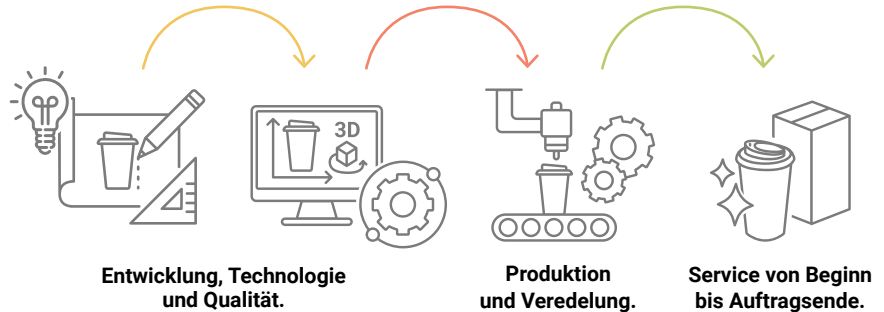 3D
Entwicklung, Technologie
und Qualität.
Produktion
und Veredelung.
Service von Beginn
bis Auftragsende.